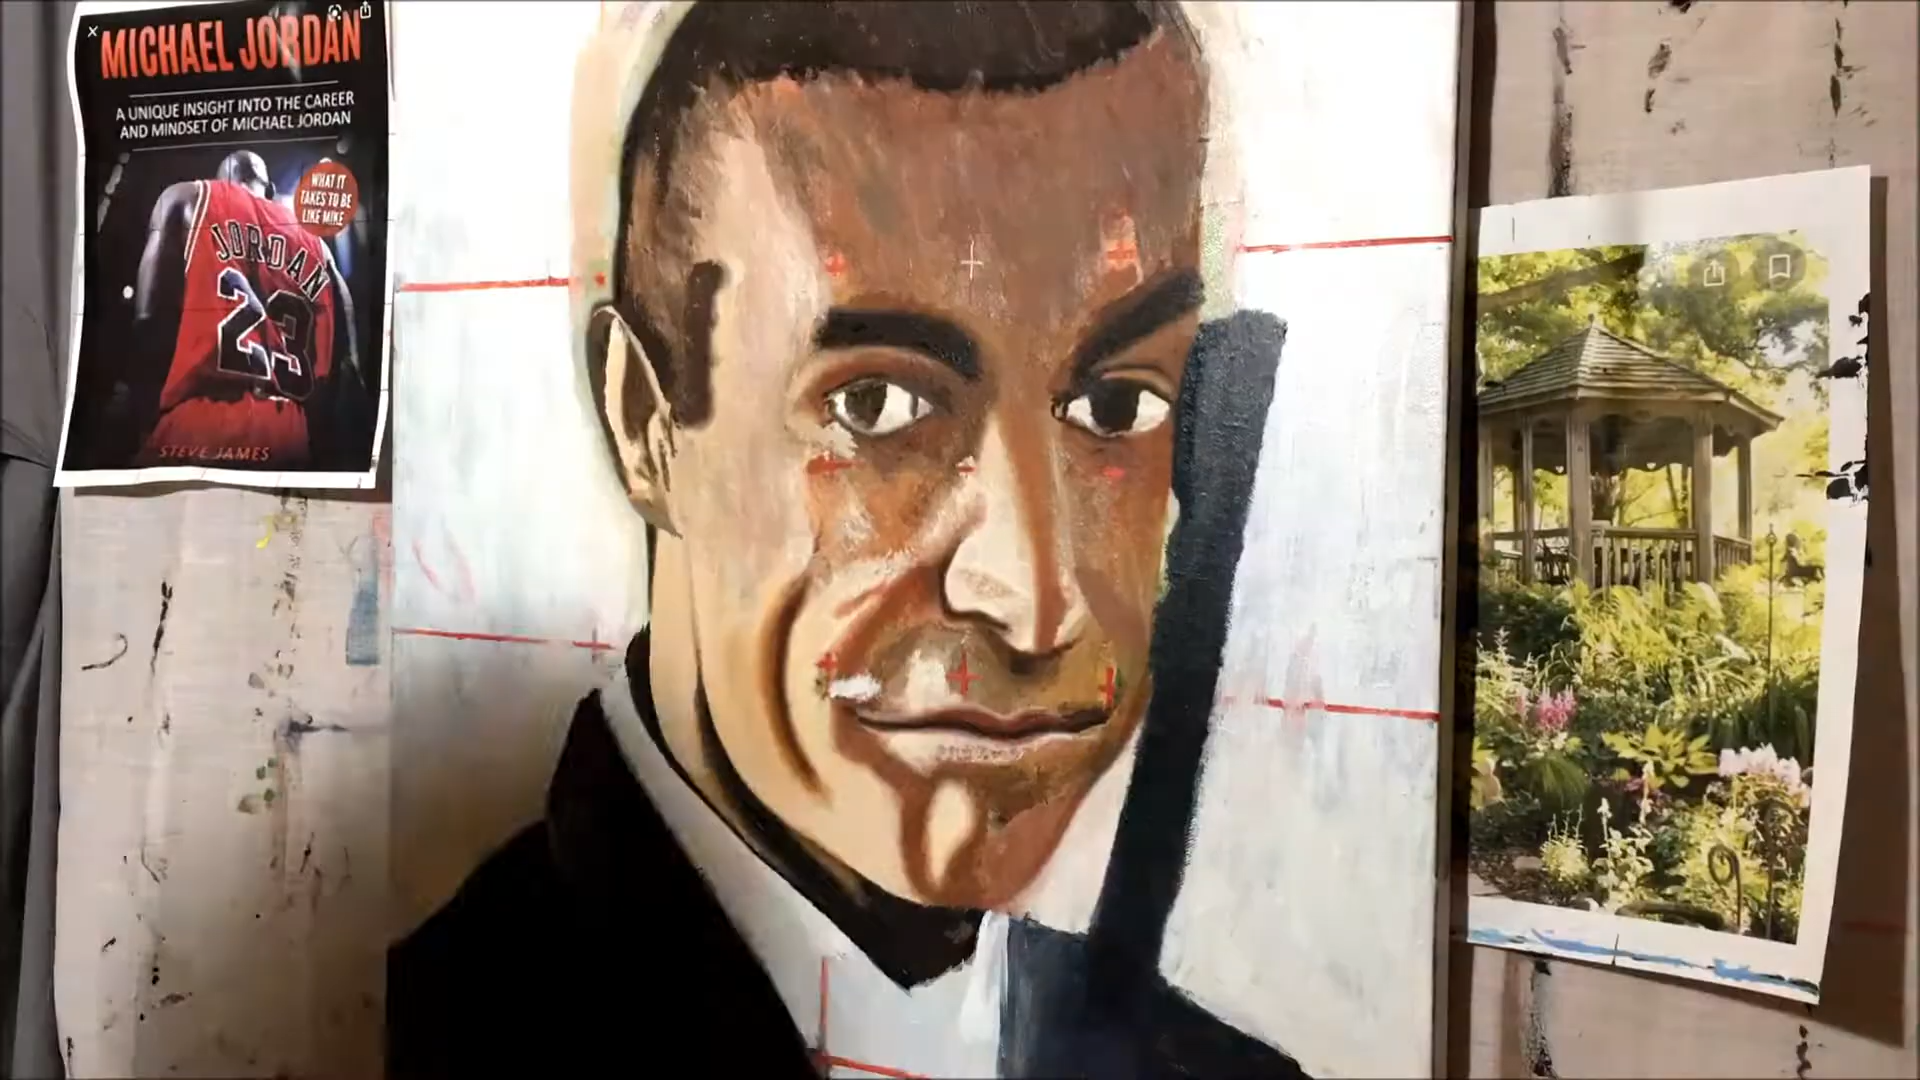 MICHAEL JORDAN
A UNIQUE INSIGHT INTO THE CAREER
AND MINDSET OF MICHAEL JORDAN
WHAT IT
TAKES TO BE
LIKE MIKE
JORDAN
23
STEVE JAMES